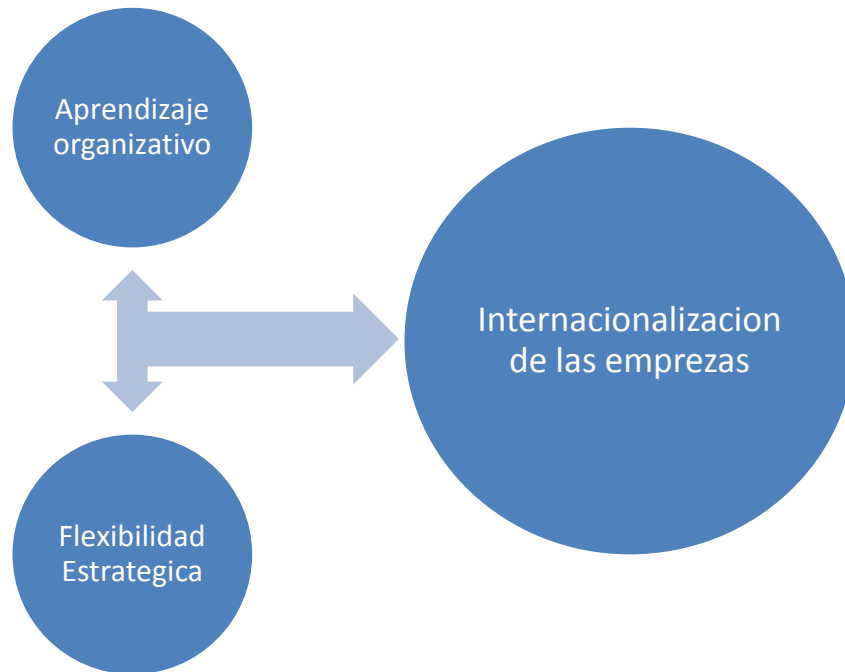 Aprendizaje
organizativo
Internacionalizacion
de las emprezas
Flexibilidad
Estrategica